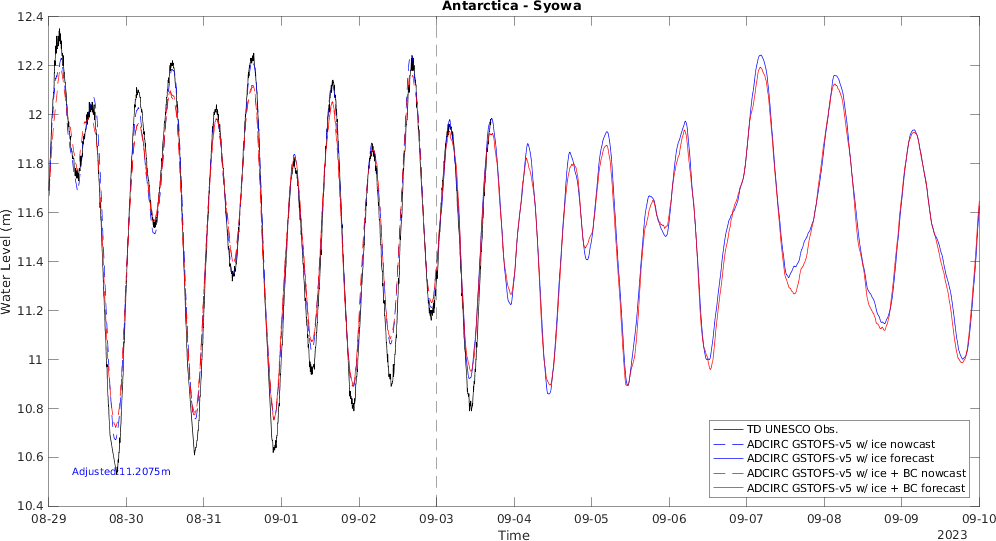 Antarctica - Syowa
Water Level (m)
12.4
12.2
12
11.8
11.6
11.4
11.2
11
10.8
10.6
10.4
Adjusted 11.2075m
TD UNESCO Obs.
ADCIRC GSTOFS-v5 w/ ice nowcast
ADCIRC GSTOFS-v5 w/ ice forecast
ADCIRC GSTOFS-v5 w/ ice + BC nowcast
ADCIRC GSTOFS-v5 w/ ice + BC forecast
08-29 08-30 08-31 09-01 09-02 09-03 09-04 09-05 09-06 09-07 09-08 09-09 09-10
Time
2023